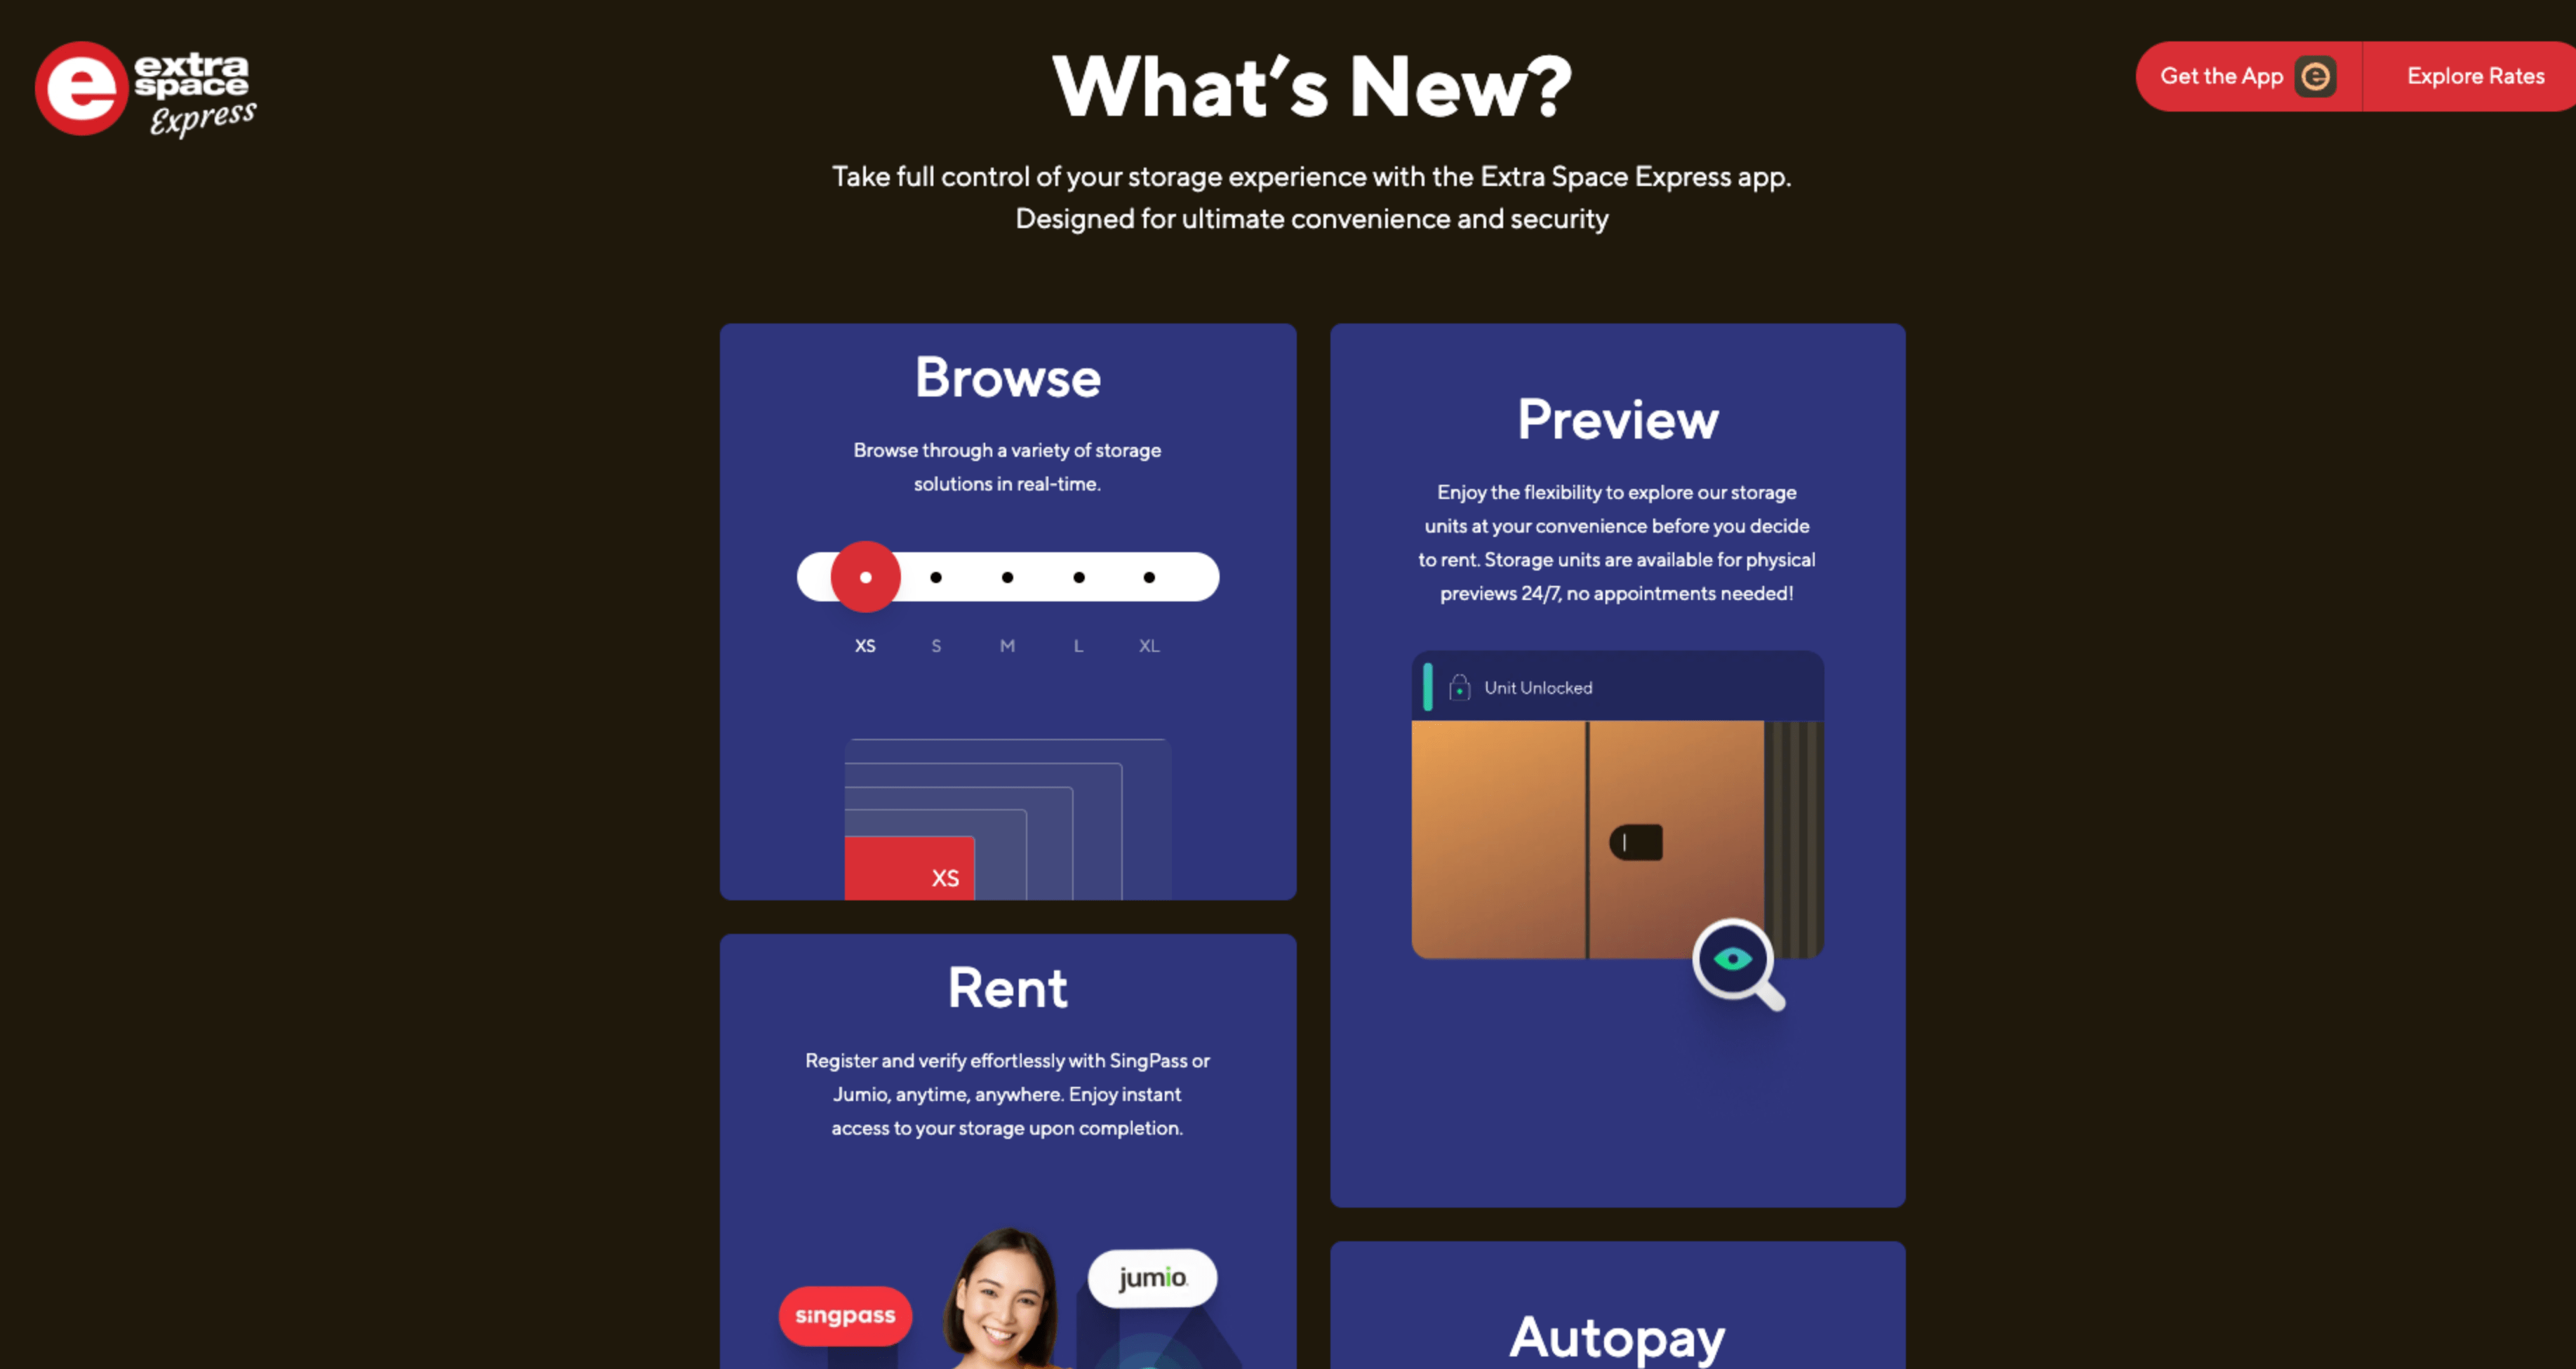 extra
space
Express
What's New?
Get the App
Explore Rates
Take full control of your storage experience with the Extra Space Express app.
Designed for ultimate convenience and security
Browse
Browse through a variety of storage
solutions in real-time.
XS S M L XL
XS
Preview
Enjoy the flexibility to explore our storage
units at your convenience before you decide
to rent. Storage units are available for physical
previews 24/7, no appointments needed!
Unit Unlocked
Rent
Register and verify effortlessly with SingPass or
Jumio, anytime, anywhere. Enjoy instant
access to your storage upon completion.
singpass
jumio
Autopay